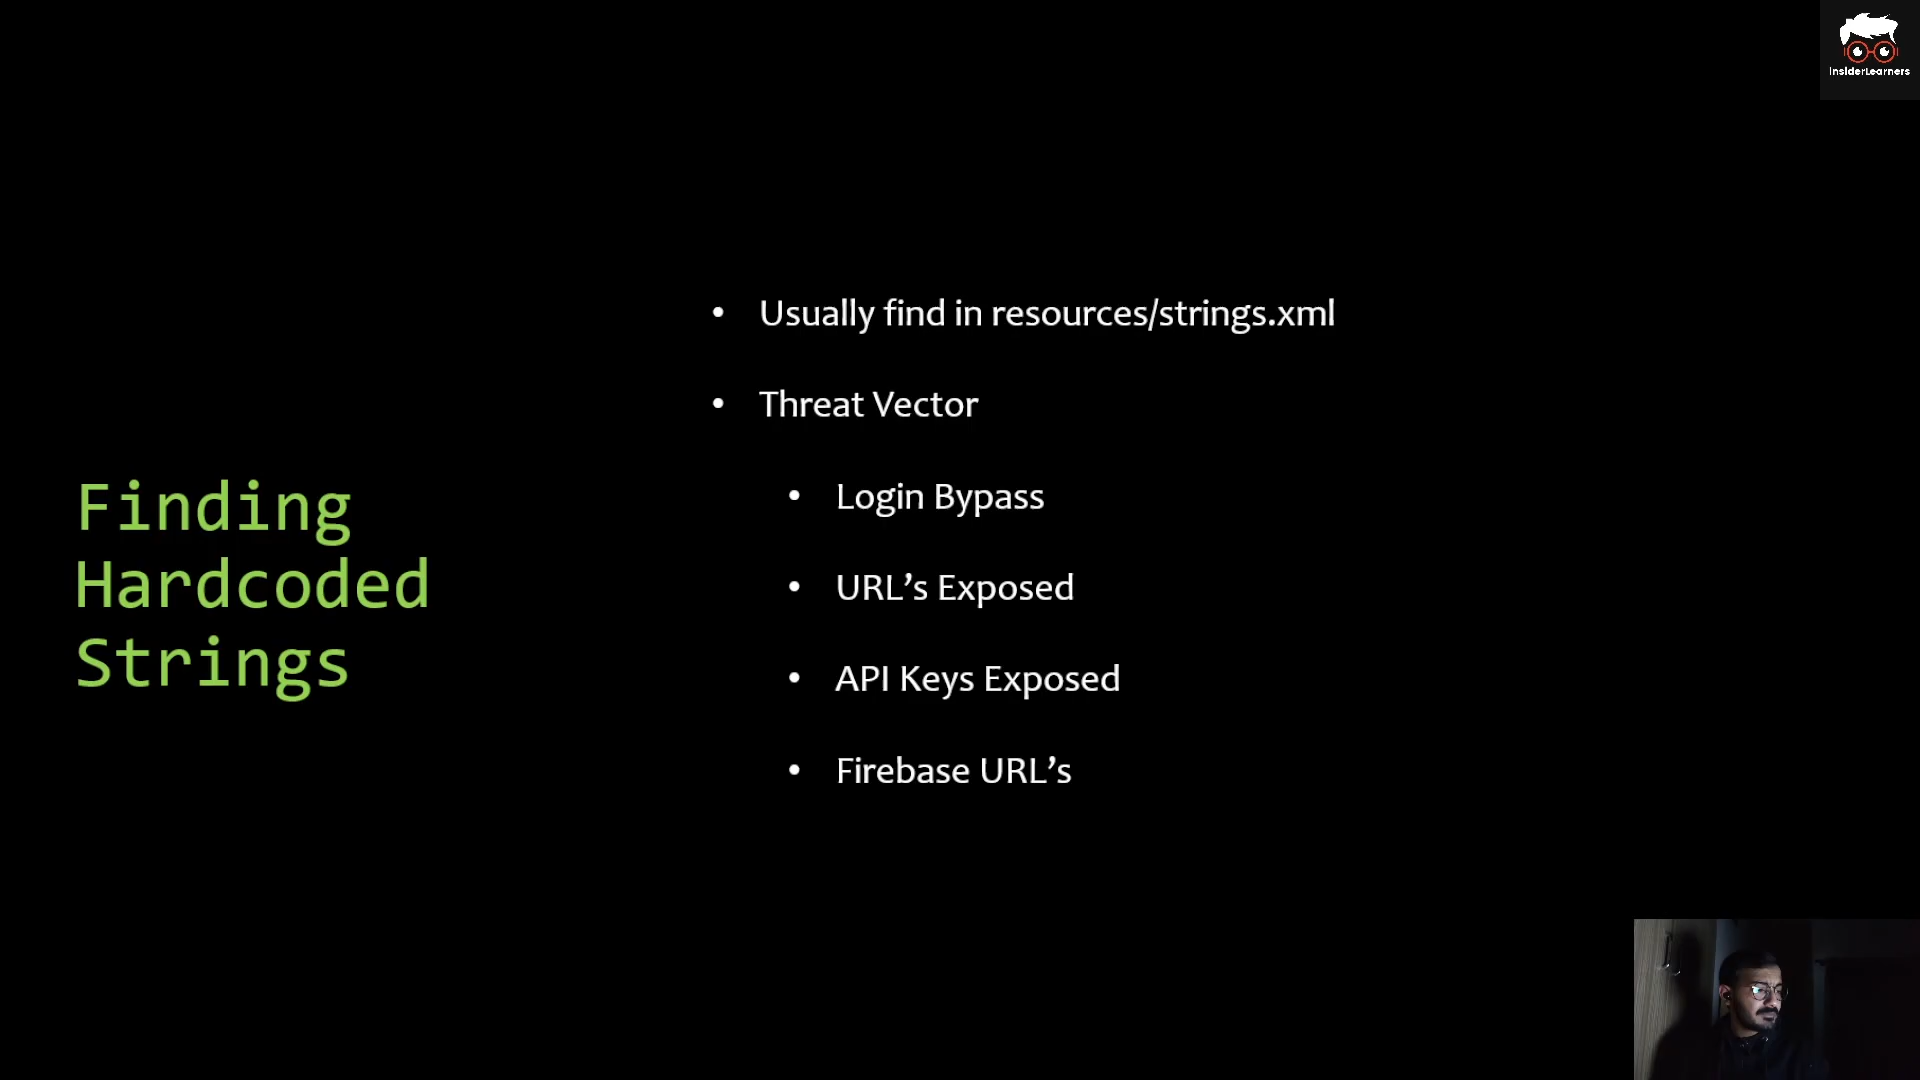 InsiderLearners
Finding
Hardcoded
Strings
• Usually find in resources/strings.xml
• Threat Vector
• Login Bypass
• URL’s Exposed
• API Keys Exposed
• Firebase URL’s